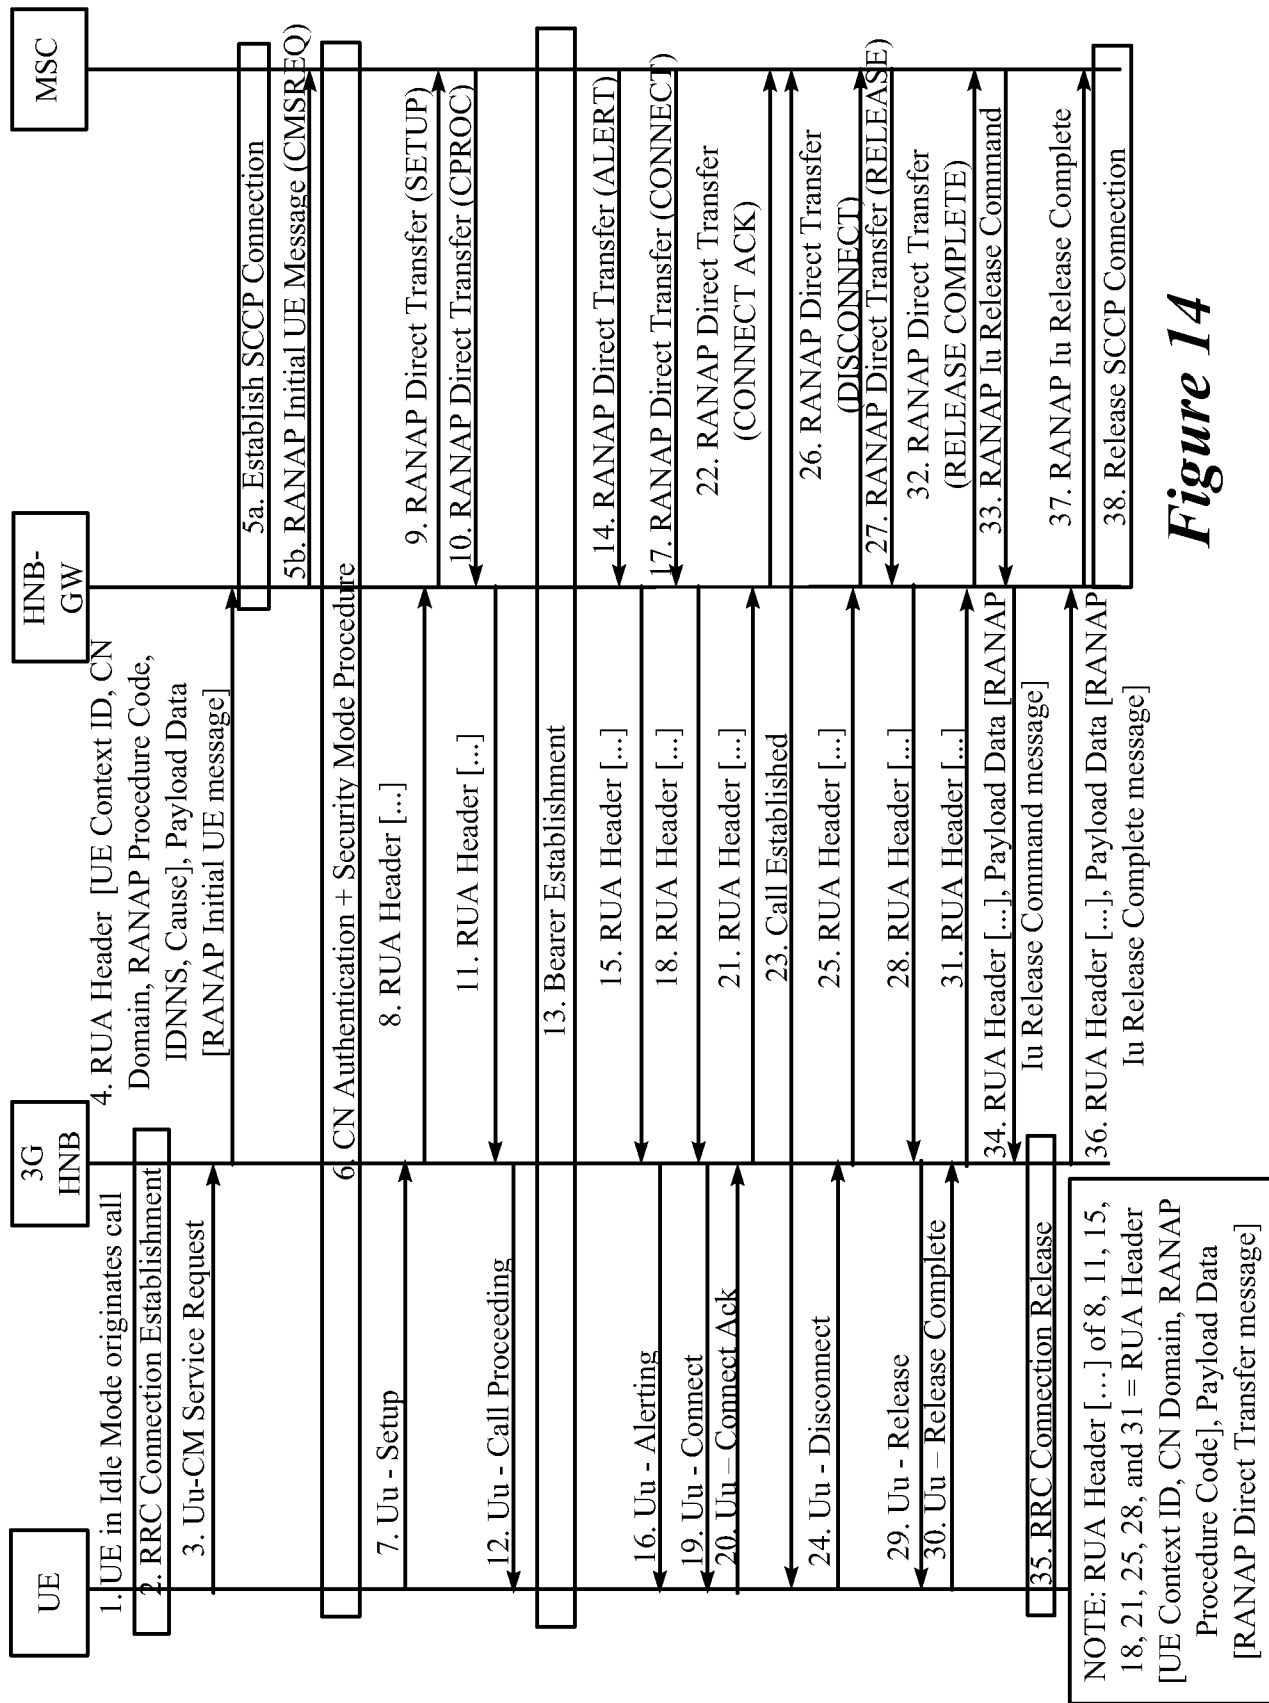 UE
3G
HNB
HNB-
GW
MSC
1. UE in Idle Mode originates call
2. RRC Connection Establishment
3. Uu-CM Service Request
4. RUA Header [UE Context ID, CN
Domain, RANAP Procedure Code,
IDNNS, Cause], Payload Data
[RANAP Initial UE message]
5a. Establish SCCP Connection
5b. RANAP Initial UE Message (CMSREQ)
6. CN Authentication + Security Mode Procedure
7. Uu - Setup
8. RUA Header [...]
9. RANAP Direct Transfer (SETUP)
10. RANAP Direct Transfer (CPROC)
11. RUA Header [...]
12. Uu - Call Proceeding
13. Bearer Establishment
14. RANAP Direct Transfer (ALERT)
15. RUA Header [...]
16. Uu - Alerting
17. RANAP Direct Transfer (CONNECT)
18. RUA Header [...]
19. Uu - Connect
20. Uu – Connect Ack
21. RUA Header [...]
22. RANAP Direct Transfer
(CONNECT ACK)
23. Call Established
24. Uu - Disconnect
25. RUA Header [...]
26. RANAP Direct Transfer
(DISCONNECT)
27. RANAP Direct Transfer (RELEASE)
28. RUA Header [...]
29. Uu - Release
30. Uu – Release Complete
31. RUA Header [...]
32. RANAP Direct Transfer
(RELEASE COMPLETE)
33. RANAP Iu Release Command
34. RUA Header [...], Payload Data [RANAP
Iu Release Command message]
35. RRC Connection Release
36. RUA Header [...], Payload Data [RANAP
Iu Release Complete message]
37. RANAP Iu Release Complete
38. Release SCCP Connection
NOTE: RUA Header [...] of 8, 11, 15,
18, 21, 25, 28, and 31 = RUA Header
[UE Context ID, CN Domain, RANAP
Procedure Code], Payload Data
[RANAP Direct Transfer message]
Figure 14